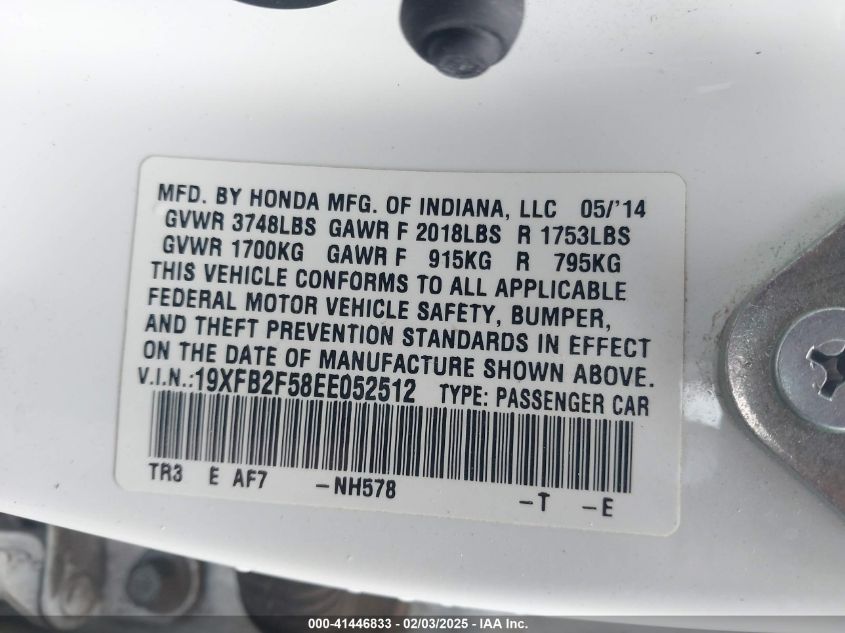 MFD. BY HONDA MFG. OF INDIANA, LLC 05/'14
GVWR 3748LBS GAWR F 2018LBS R 1753LBS
GVWR 1700KG GAWR F 915KG R 795KG
THIS VEHICLE CONFORMS TO ALL APPLICABLE
FEDERAL MOTOR VEHICLE SAFETY, BUMPER,
AND THEFT PREVENTION STANDARDS IN EFFECT
ON THE DATE OF MANUFACTURE SHOWN ABOVE.
V.I.N.:19XFB2F58EE052512 TYPE: PASSENGER CAR
TR3 E AF7 -NH578 -T -E
000-41446833 - 02/03/2025 - IAA Inc.